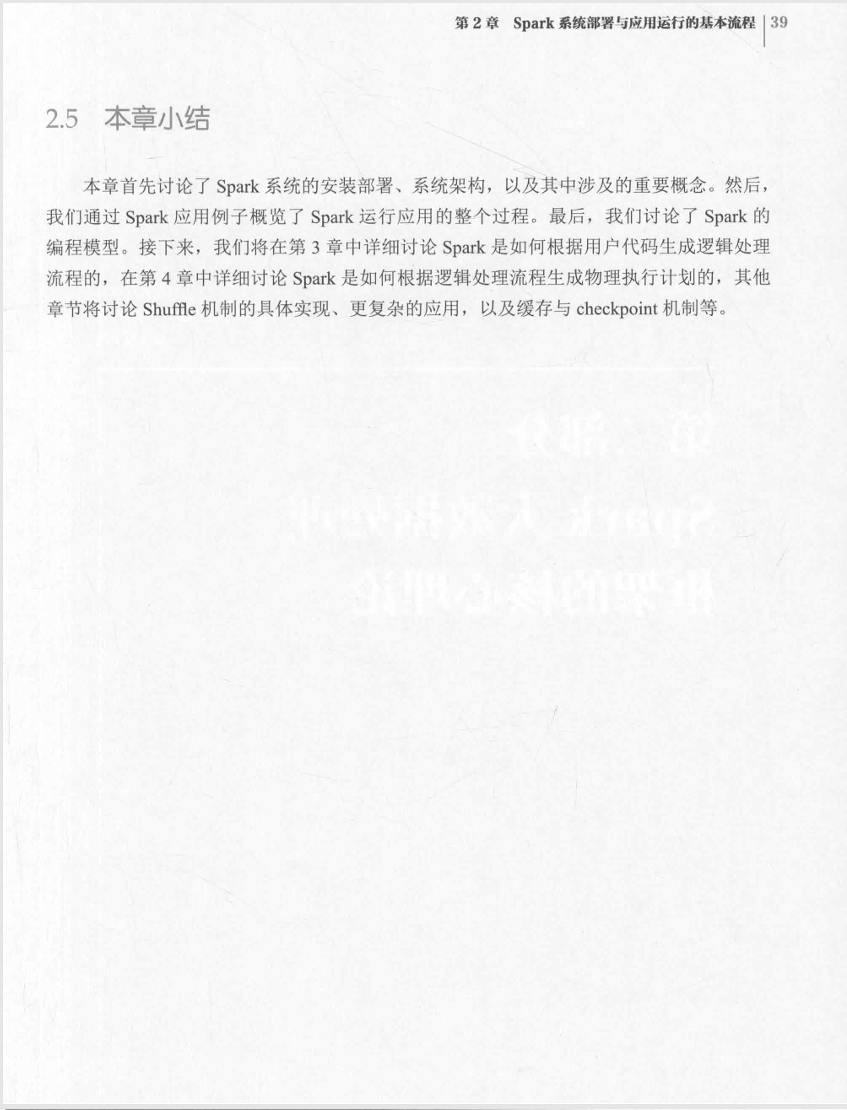 第 2 章 Spark 系统部署与应用运行的基本流程 39
2.5 本章小结
本章首先讨论了 Spark 系统的安装部署、系统架构，以及其中涉及的重要概念。然后，
我们通过 Spark 应用例子概览了 Spark 运行应用的整个过程。最后，我们讨论了 Spark 的
编程模型。接下来，我们将在第 3 章中详细讨论 Spark 是如何根据用户代码生成逻辑处理
流程的，在第 4 章中详细讨论 Spark 是如何根据逻辑处理流程生成物理执行计划的，其他
章节将讨论 Shuffle 机制的具体实现、更复杂的应用，以及缓存与 checkpoint 机制等。